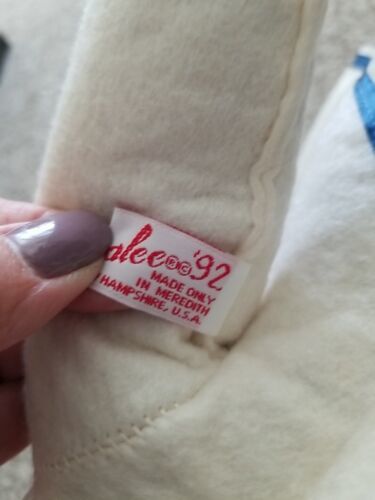 alee®© '92
MADE ONLY
IN MEREDITH
HAMPSHIRE, U.S.A.